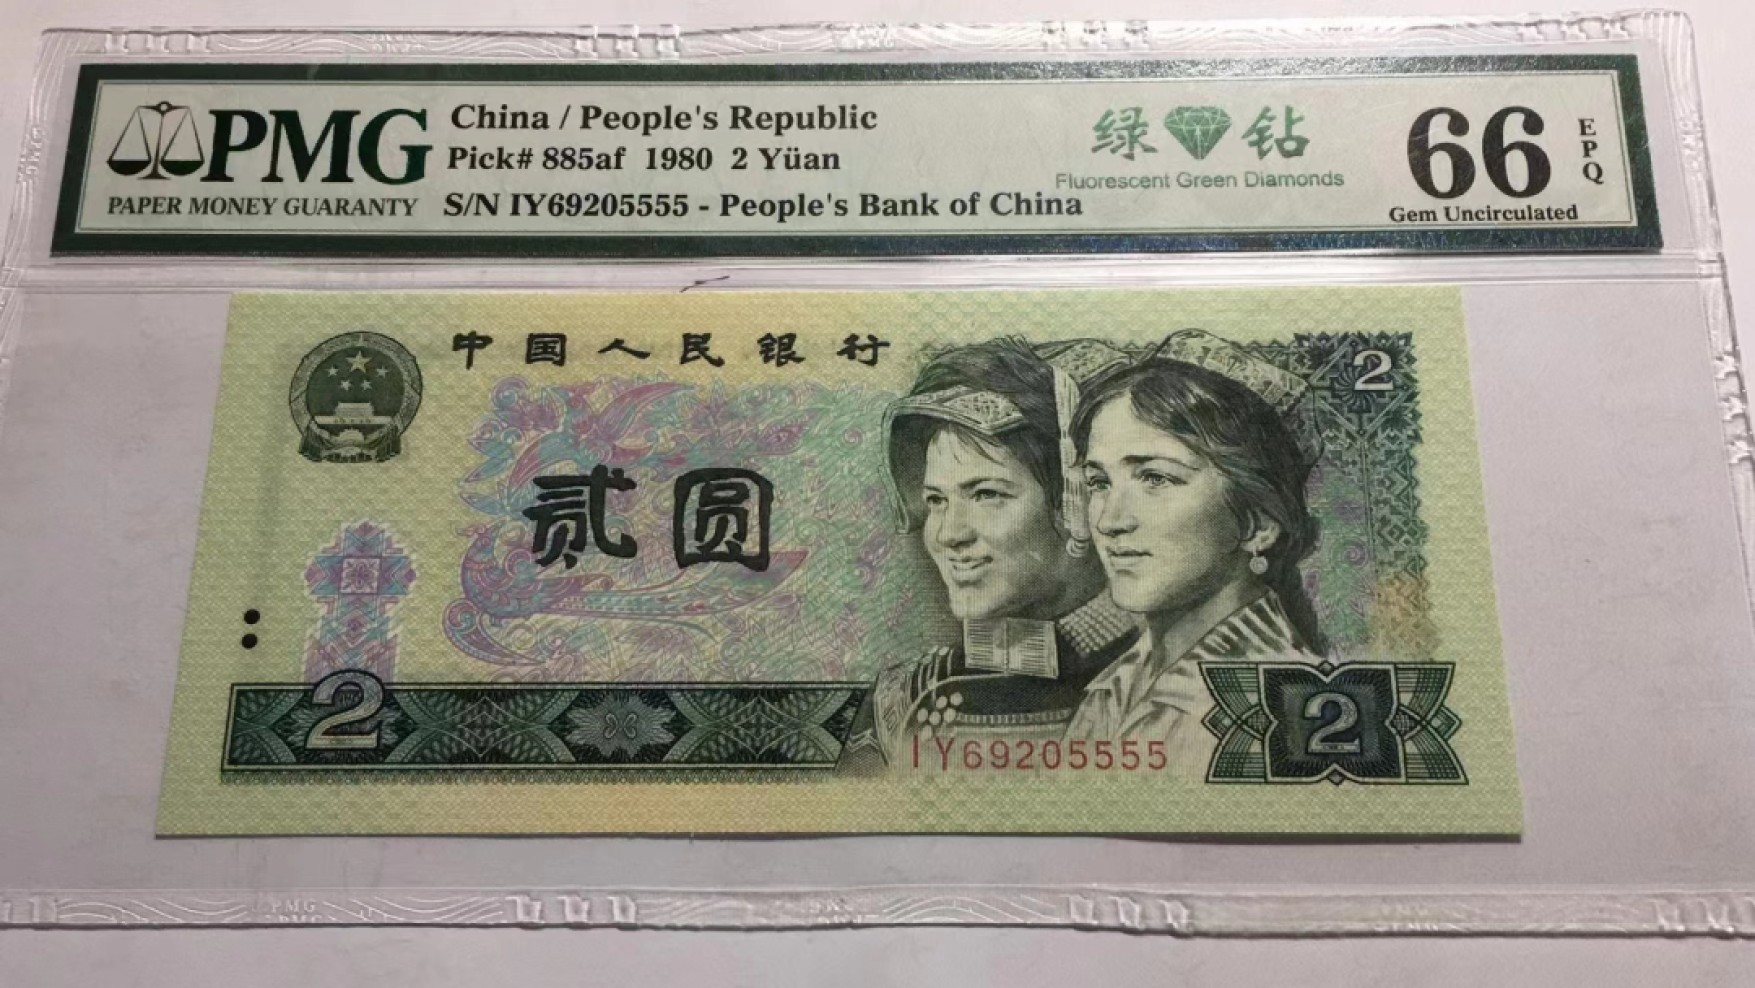 PMG
PAPER MONEY GUARANTY
China / People's Republic
Pick# 885af 1980 2 Yüan
S/N IY69205555 - People's Bank of China
绿 钻
Fluorescent Green Diamonds
66
EPQ
Gem Uncirculated
中国人民银行
2
贰圆
2
2
IY69205555
PMG